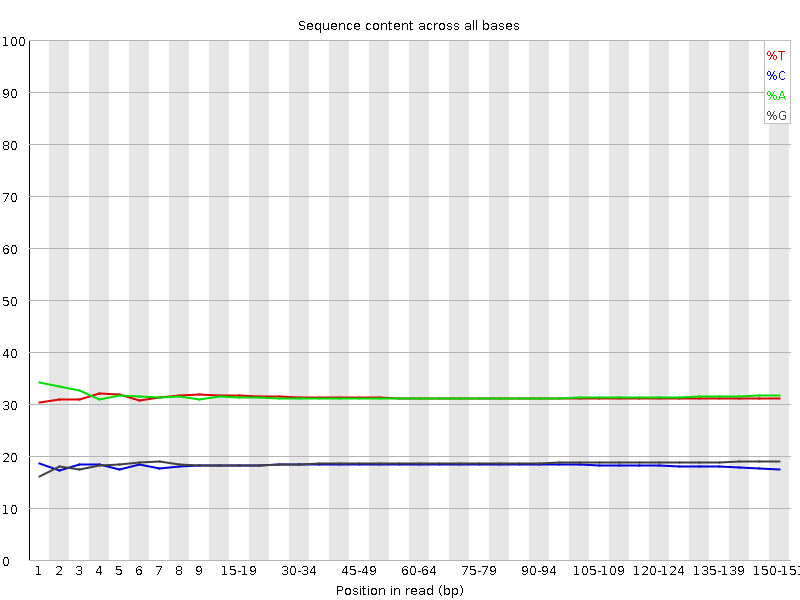 Sequence content across all bases
100
90
80
70
60
50
40
30
20
10
0
%T
%C
%A
%G
1 2 3 4 5 6 7 8 9 15-19 30-34 45-49 60-64 75-79 90-94 105-109 120-124 135-139 150-151
Position in read (bp)